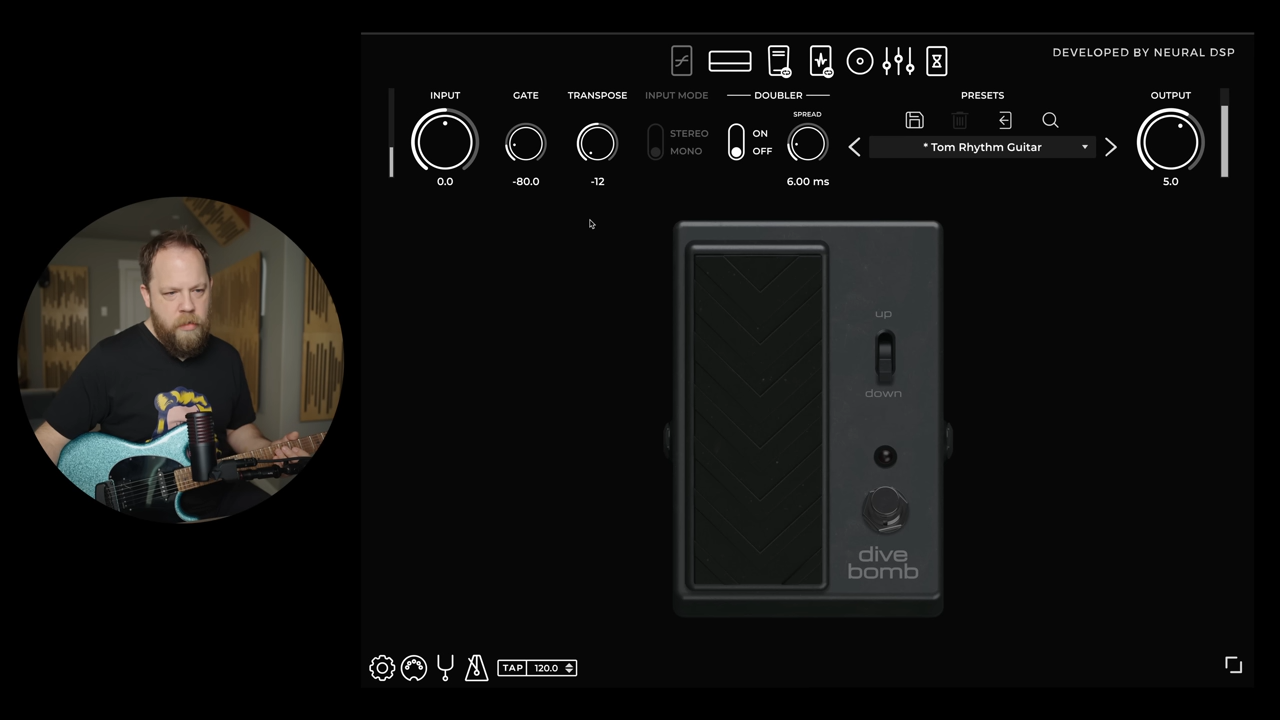 DEVELOPED BY NEURAL DSP
INPUT GATE TRANSPOSE INPUT MODE DOUBLER PRESETS OUTPUT
SPREAD
STEREO ON
MONO OFF
* Tom Rhythm Guitar
0.0 -80.0 -12 6.00 ms 5.0
up
down
dive
bomb
TAP 120.0